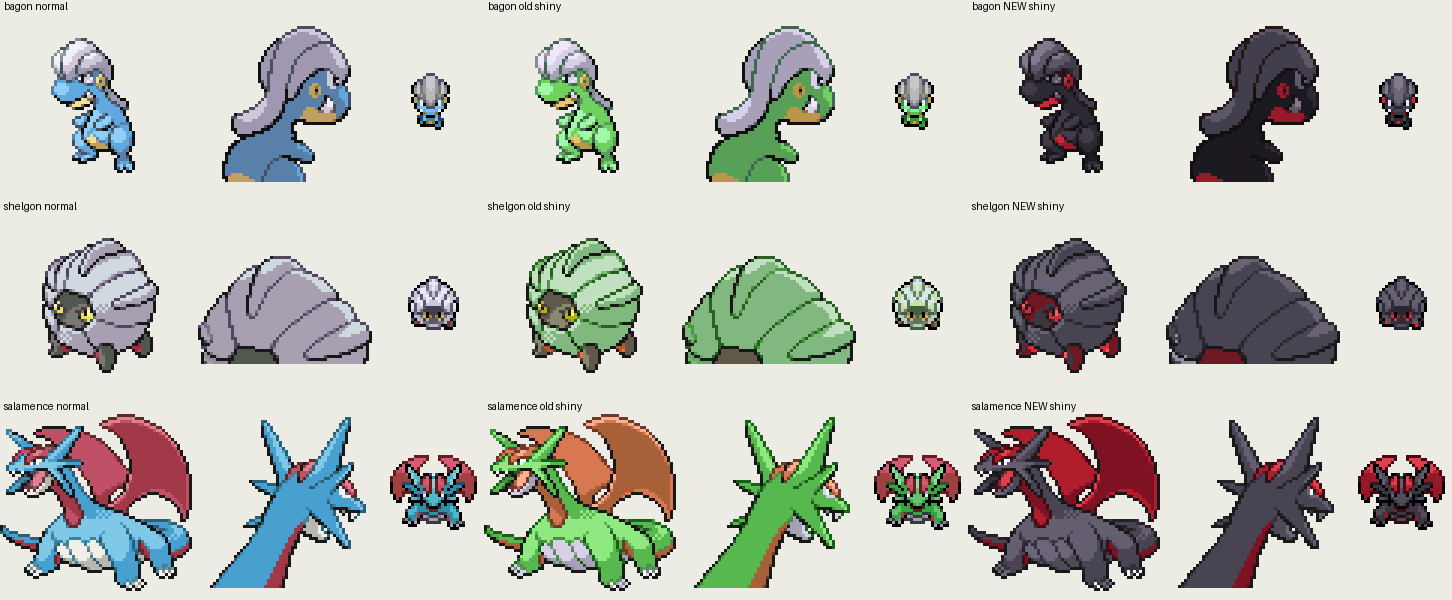 bagon normal
bagon old shiny
bagon NEW shiny
shelgon normal
shelgon old shiny
shelgon NEW shiny
salamence normal
salamence old shiny
salamence NEW shiny